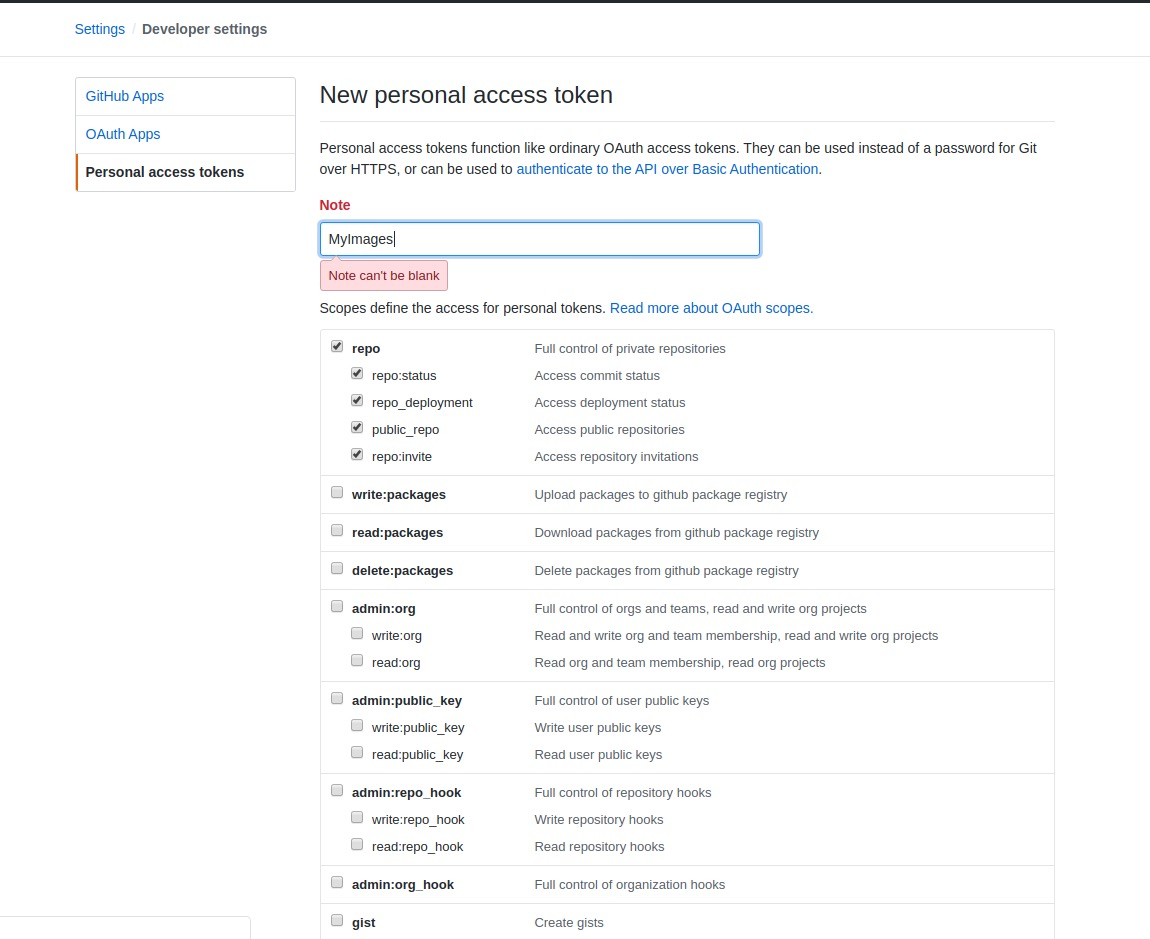 Settings / Developer settings
GitHub Apps
OAuth Apps
Personal access tokens
New personal access token
Personal access tokens function like ordinary OAuth access tokens. They can be used instead of a password for Git
over HTTPS, or can be used to authenticate to the API over Basic Authentication.
Note
MyImages
Note can't be blank
Scopes define the access for personal tokens. Read more about OAuth scopes.
repo Full control of private repositories
repo:status Access commit status
repo_deployment Access deployment status
public_repo Access public repositories
repo:invite Access repository invitations
write:packages Upload packages to github package registry
read:packages Download packages from github package registry
delete:packages Delete packages from github package registry
admin:org Full control of orgs and teams, read and write org projects
write:org Read and write org and team membership, read and write org projects
read:org Read org and team membership, read org projects
admin:public_key Full control of user public keys
write:public_key Write user public keys
read:public_key Read user public keys
admin:repo_hook Full control of repository hooks
write:repo_hook Write repository hooks
read:repo_hook Read repository hooks
admin:org_hook Full control of organization hooks
gist Create gists